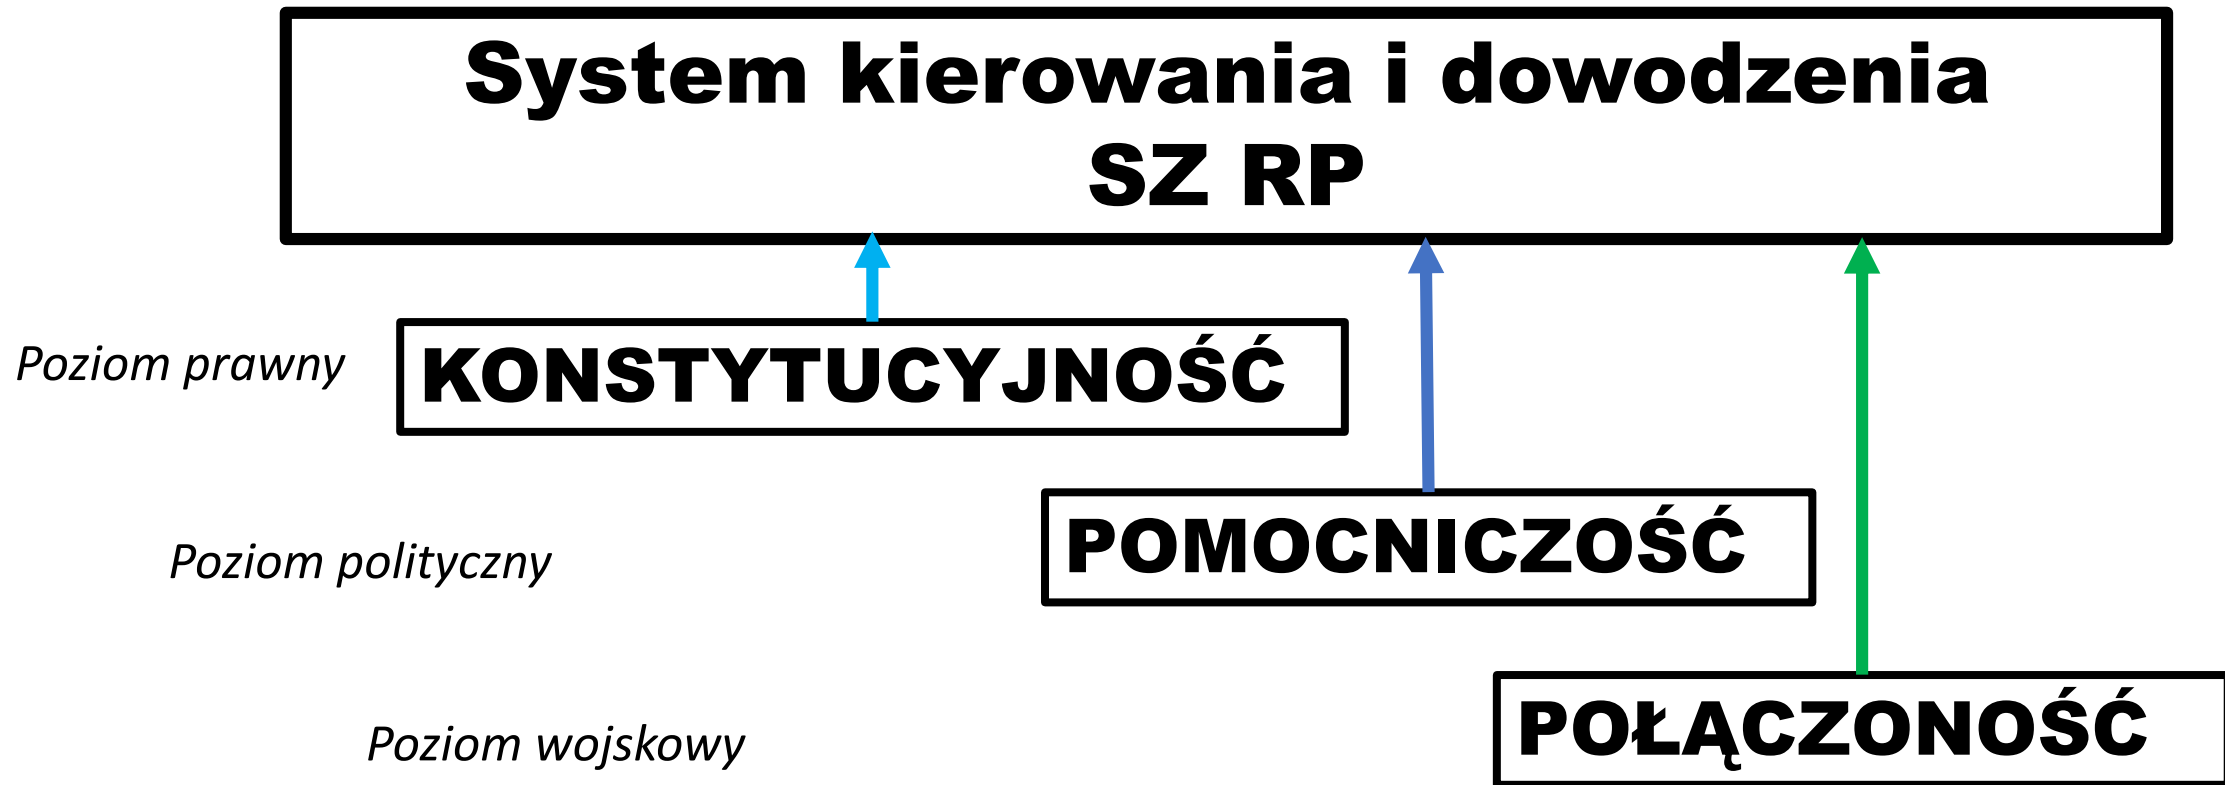 System kierowania i dowodzenia
SZ RP
Poziom prawny
KONSTYTUCYJNOŚĆ
Poziom polityczny
POMOCNICZOŚĆ
Poziom wojskowy
POŁĄCZONOŚĆ